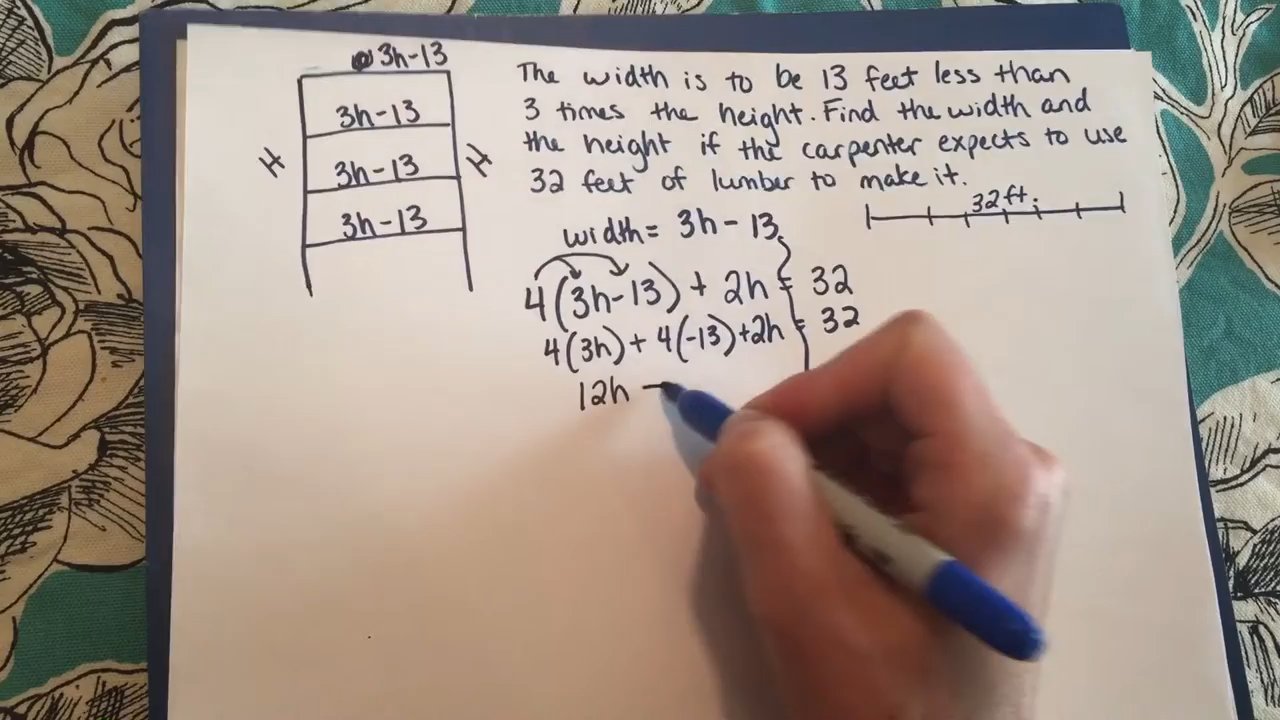 3h-13
3h-13
3h-13
3h-13
H
H
The width is to be 13 feet less than
3 times the height. Find the width and
the height if the carpenter expects to use
32 feet of lumber to make it.
32ft.
width = 3h - 13
4(3h-13) + 2h = 32
4(3h) + 4(-13) +2h = 32
12h -